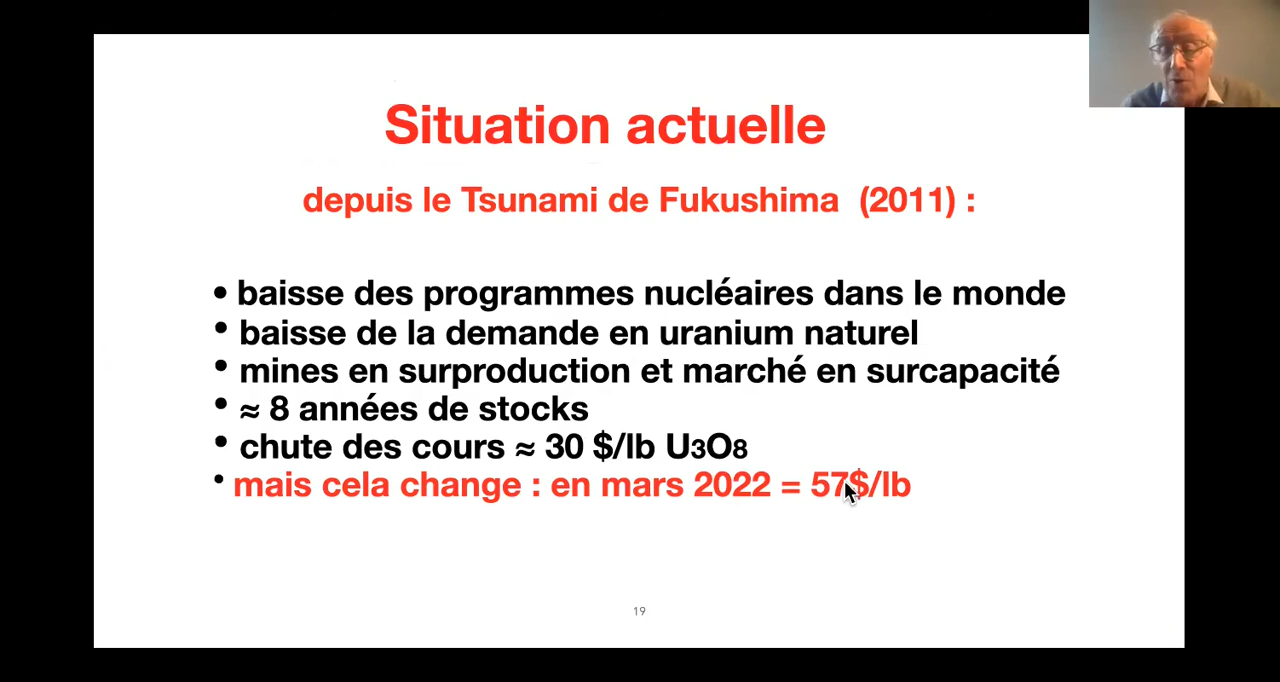 Situation actuelle
depuis le Tsunami de Fukushima (2011) :
• baisse des programmes nucléaires dans le monde
• baisse de la demande en uranium naturel
• mines en surproduction et marché en surcapacité
• ≈ 8 années de stocks
• chute des cours ≈ 30 $/lb U3O8
• mais cela change : en mars 2022 = 57$/lb
19